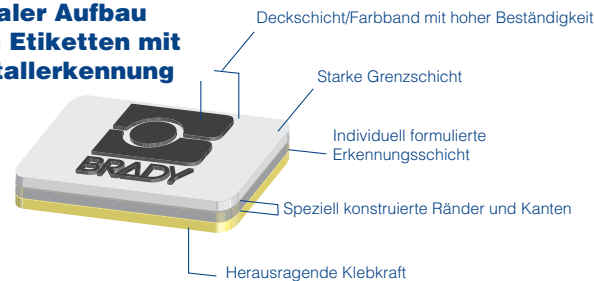 aler Aufbau
Etiketten mit
tallerkennung
Deckschicht/Farbband mit hoher Beständigkeit
Starke Grenzschicht
Individuell formulierte
Erkennungsschicht
BRADY
Speziell konstruierte Ränder und Kanten
Herausragende Klebkraft